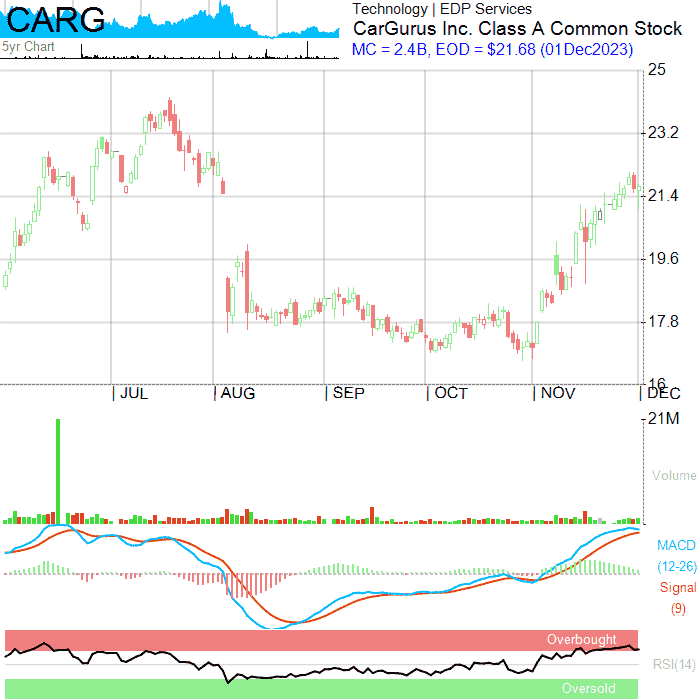 CARG
5yr Chart
Technology | EDP Services
CarGurus Inc. Class A Common Stock
MC = 2.4B, EOD = $21.68 (01Dec2023)
25
23.2
21.4
19.6
17.8
16
| JUL | AUG | SEP | OCT | NOV | DEC
21M
Volume
MACD
(12-26)
Signal
(9)
Overbought
RSI(14)
Oversold